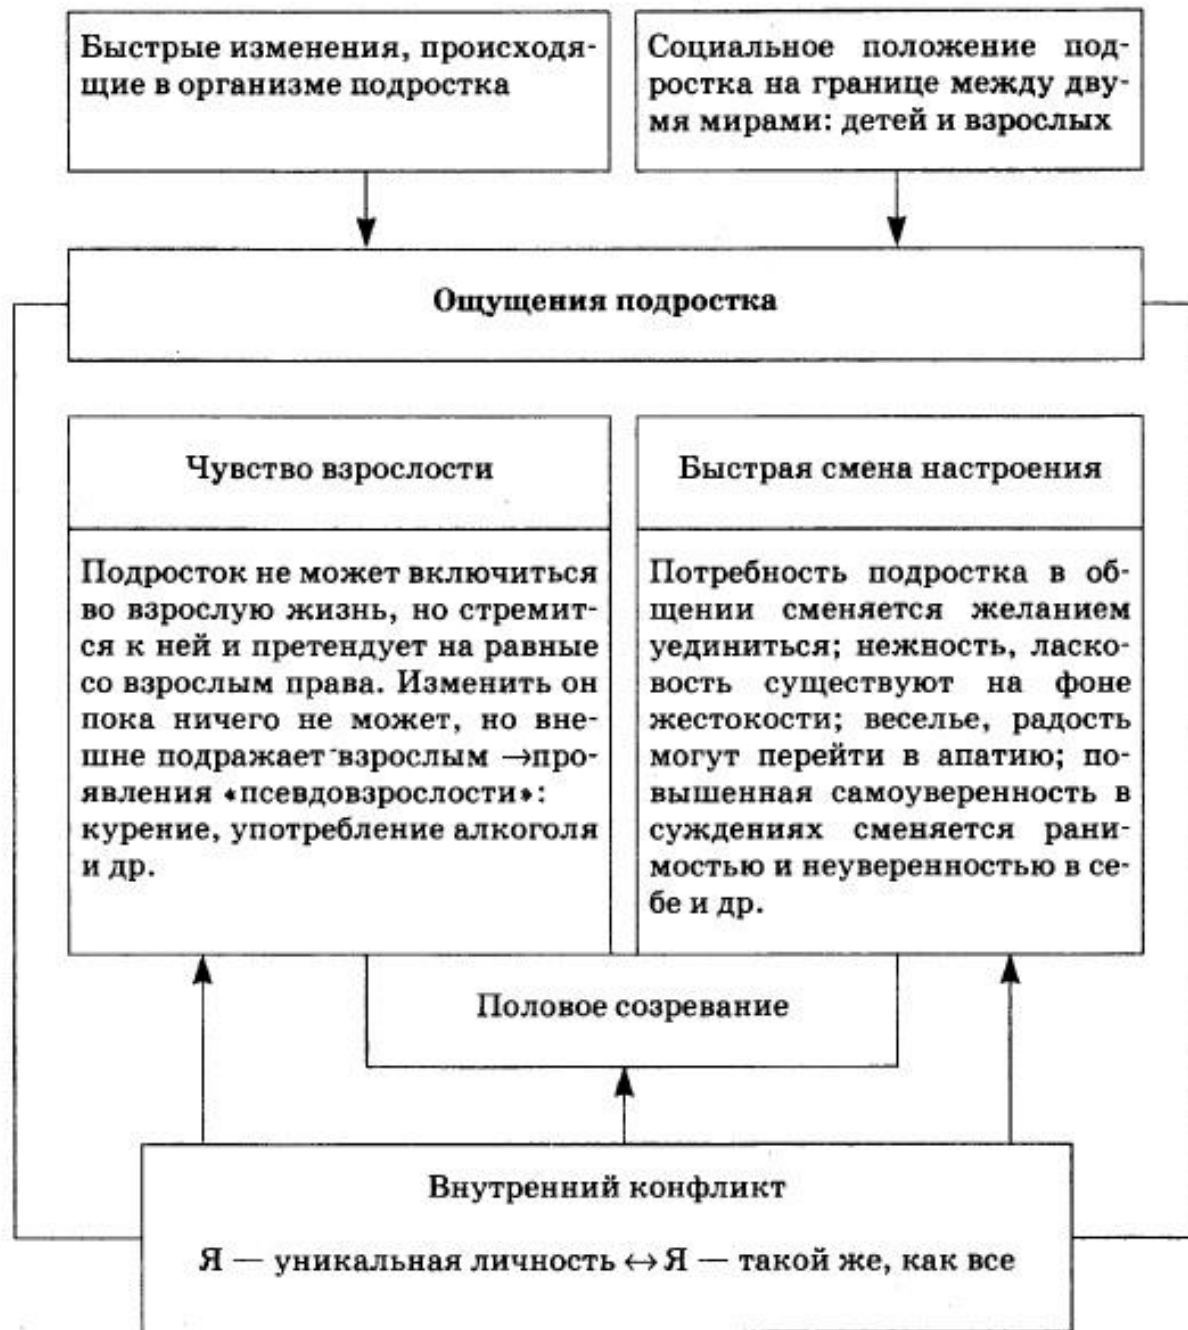 Быстрые изменения, происходя-
щие в организме подростка
Социальное положение под-
ростка на границе между дву-
мя мирами: детей и взрослых
Ощущения подростка
Чувство взрослости
Подросток не может включиться
во взрослую жизнь, но стремит-
ся к ней и претендует на равные
со взрослым права. Изменить он
пока ничего не может, но вне-
шне подражает взрослым →про-
явления «псевдовзрослости»:
курение, употребление алкоголя
и др.
Быстрая смена настроения
Потребность подростка в об-
щении сменяется желанием
уединиться; нежность, ласко-
вость существуют на фоне
жестокости; веселье, радость
могут перейти в апатию; по-
вышенная самоуверенность в
суждениях сменяется рани-
мостью и неуверенностью в се-
бе и др.
Половое созревание
Внутренний конфликт
Я — уникальная личность ↔ Я — такой же, как все